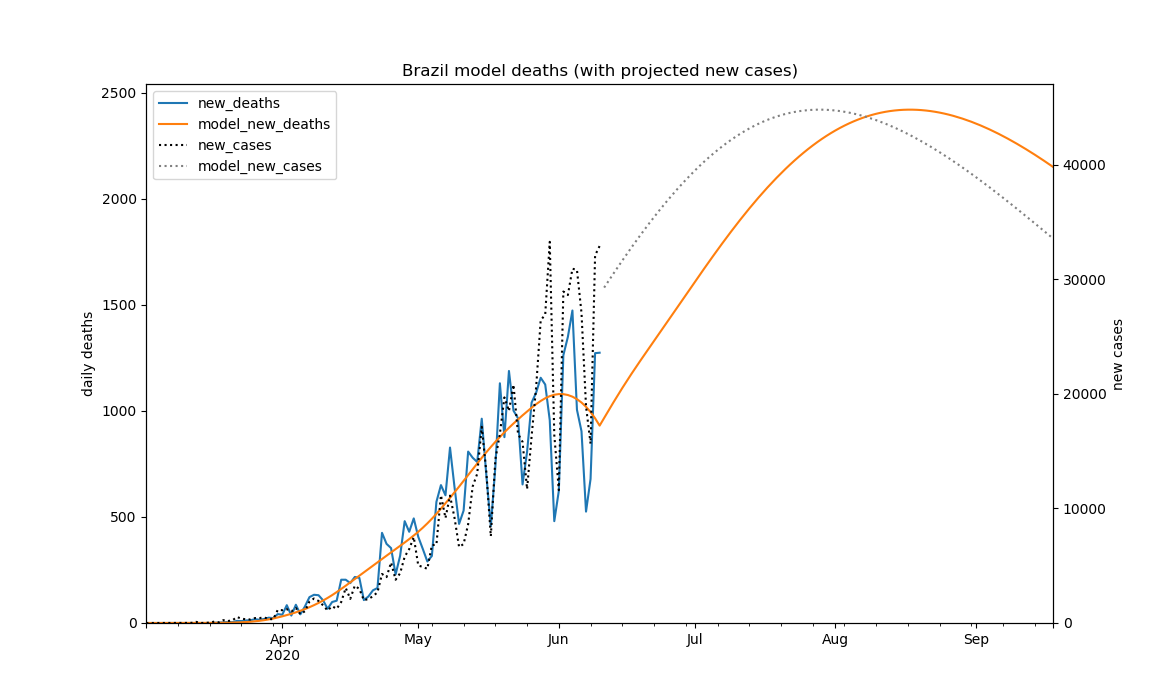 Brazil model deaths (with projected new cases)
new_deaths
model_new_deaths
new_cases
model_new_cases
daily deaths
2500
2000
1500
1000
500
0
new cases
40000
30000
20000
10000
0
Apr
2020
May
Jun
Jul
Aug
Sep